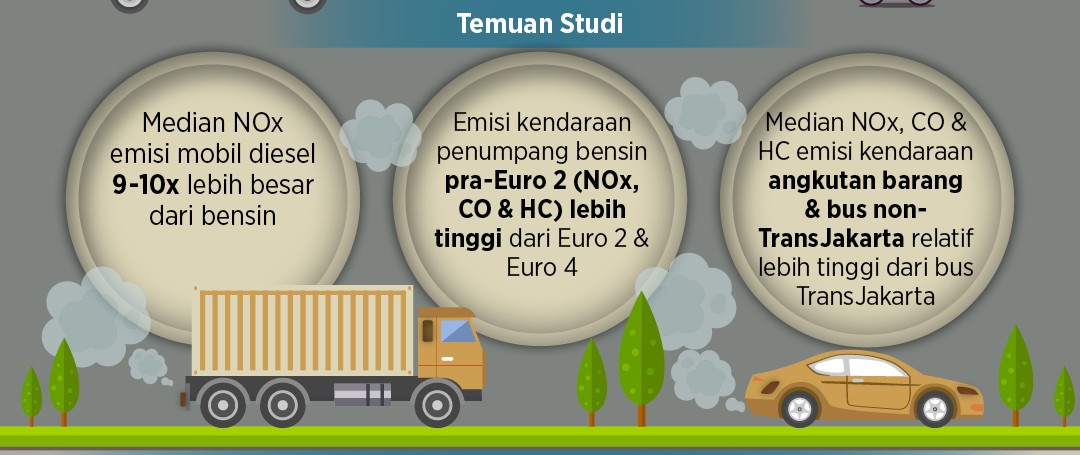 Temuan Studi
Median NOx
emisi mobil diesel
9-10x lebih besar
dari bensin
Emisi kendaraan
penumpang bensin
pra-Euro 2 (NOx,
CO & HC) lebih
tinggi dari Euro 2 &
Euro 4
Median NOx, CO &
HC emisi kendaraan
angkutan barang
& bus non-
TransJakarta relatif
lebih tinggi dari bus
TransJakarta